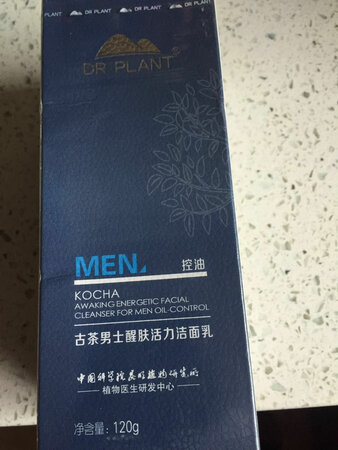 DR PLANT DR PLANT DR PLANT
DR PLANT
MEN 控油
KOCHA
AWAKING ENERGETIC FACIAL
CLEANSER FOR MEN OIL-CONTROL
古茶男士醒肤活力洁面乳
中国科学院昆明植物研究所
植物医生研发中心
净含量:120g